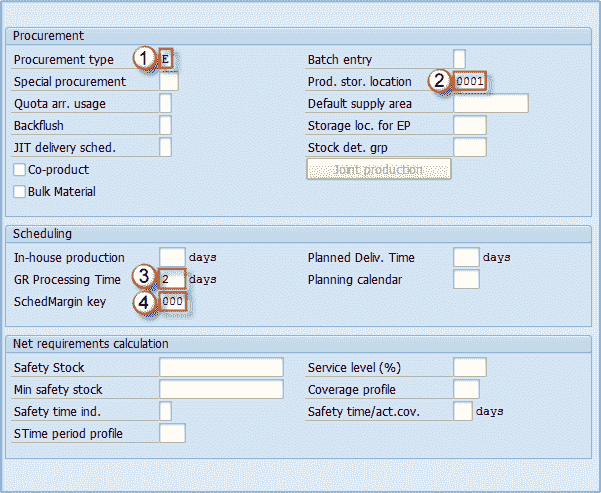 Procurement
Procurement type 1 E Batch entry
Special procurement Prod. stor. location 2 0001
Quota arr. usage Default supply area
Backflush Storage loc. for EP
JIT delivery sched. Stock det. grp
Co-product Joint production
Bulk Material
Scheduling
In-house production days Planned Deliv. Time days
GR Processing Time 3 2 days Planning calendar
SchedMargin key 4 000
Net requirements calculation
Safety Stock Service level (%)
Min safety stock Coverage profile
Safety time ind. Safety time/act.cov. days
STime period profile